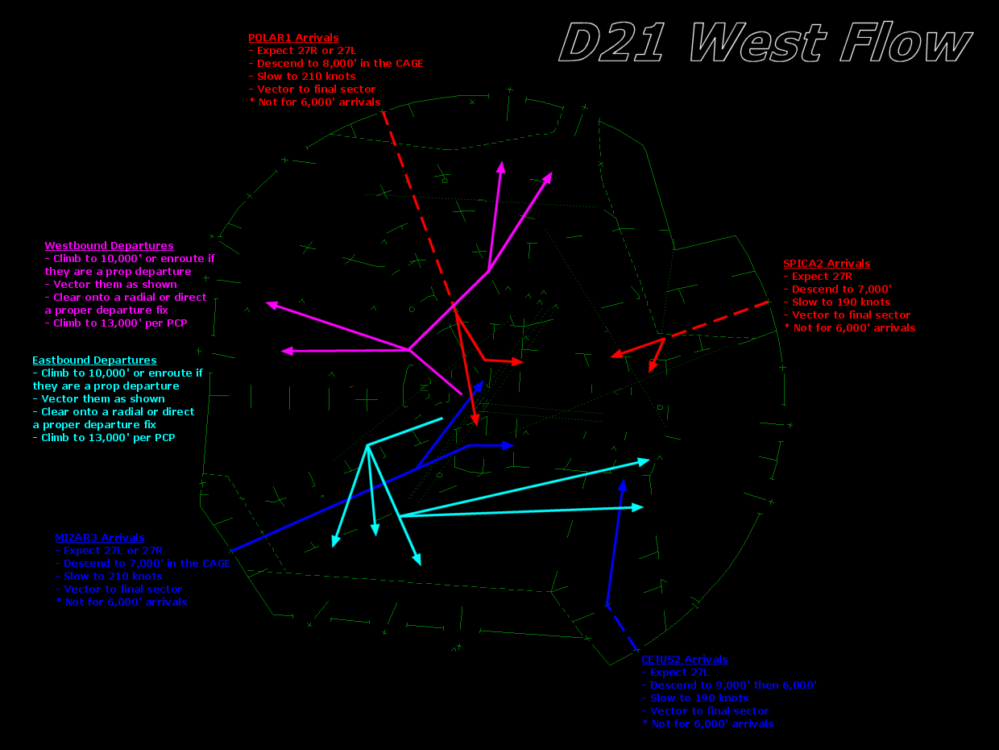 D21 West Flow
POLAR1 Arrivals
- Expect 27R or 27L
- Descend to 8,000' in the CAGE
- Slow to 210 knots
- Vector to final sector
* Not for 6,000' arrivals
Westbound Departures
- Climb to 10,000' or enroute if
they are a prop departure
- Vector them as shown
- Clear onto a radial or direct
a proper departure fix
- Climb to 13,000' per PCP
SPICA2 Arrivals
- Expect 27R
- Descend to 7,000'
- Slow to 190 knots
- Vector to final sector
* Not for 6,000' arrivals
Eastbound Departures
- Climb to 10,000' or enroute if
they are a prop departure
- Vector them as shown
- Clear onto a radial or direct
a proper departure fix
- Climb to 13,000' per PCP
MIZAR3 Arrivals
- Expect 27L or 27R
- Descend to 7,000' in the CAGE
- Slow to 210 knots
- Vector to final sector
* Not for 6,000' arrivals
CETUS2 Arrivals
- Expect 27L
- Descend to 9,000' then 6,000'
- Slow to 190 knots
- Vector to final sector
* Not for 6,000' arrivals